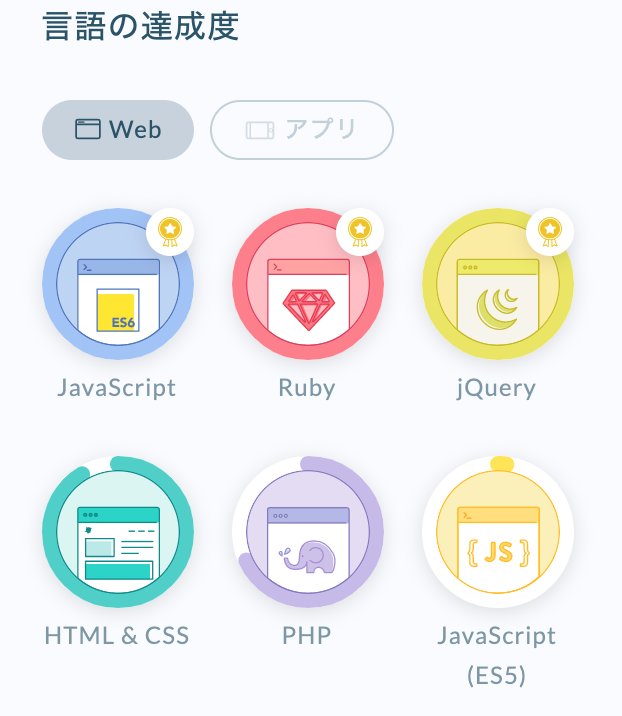 言語の達成度
Web
アプリ
ES6
JavaScript
Ruby
jQuery
{ JS }
HTML & CSS
PHP
JavaScript
(ES5)